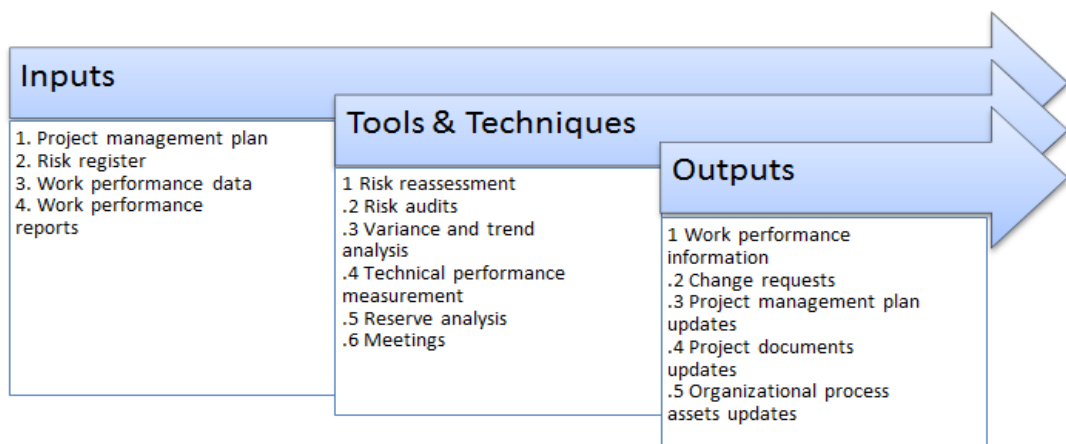 Inputs
1. Project management plan
2. Risk register
3. Work performance data
4. Work performance
reports
Tools & Techniques
1 Risk reassessment
.2 Risk audits
.3 Variance and trend
analysis
.4 Technical performance
measurement
.5 Reserve analysis
.6 Meetings
Outputs
1 Work performance
information
.2 Change requests
.3 Project management plan
updates
.4 Project documents
updates
.5 Organizational process
assets updates